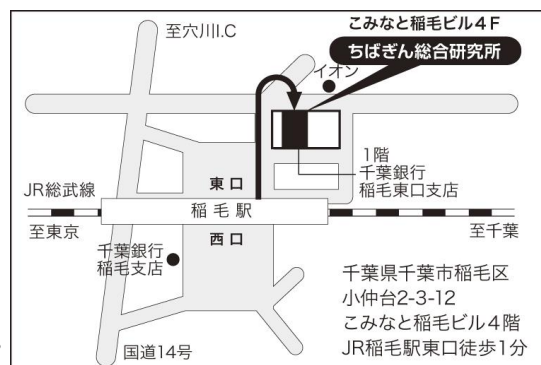 こみなと稲毛ビル4F
ちばぎん総合研究所
至穴川I.C
イオン
1階
千葉銀行
稲毛東口支店
東口
JR総武線
稲毛駅
至東京
至千葉
西口
千葉銀行
稲毛支店
千葉県千葉市稲毛区
小仲台2-3-12
こみなと稲毛ビル4階
JR稲毛駅東口徒歩1分
国道14号